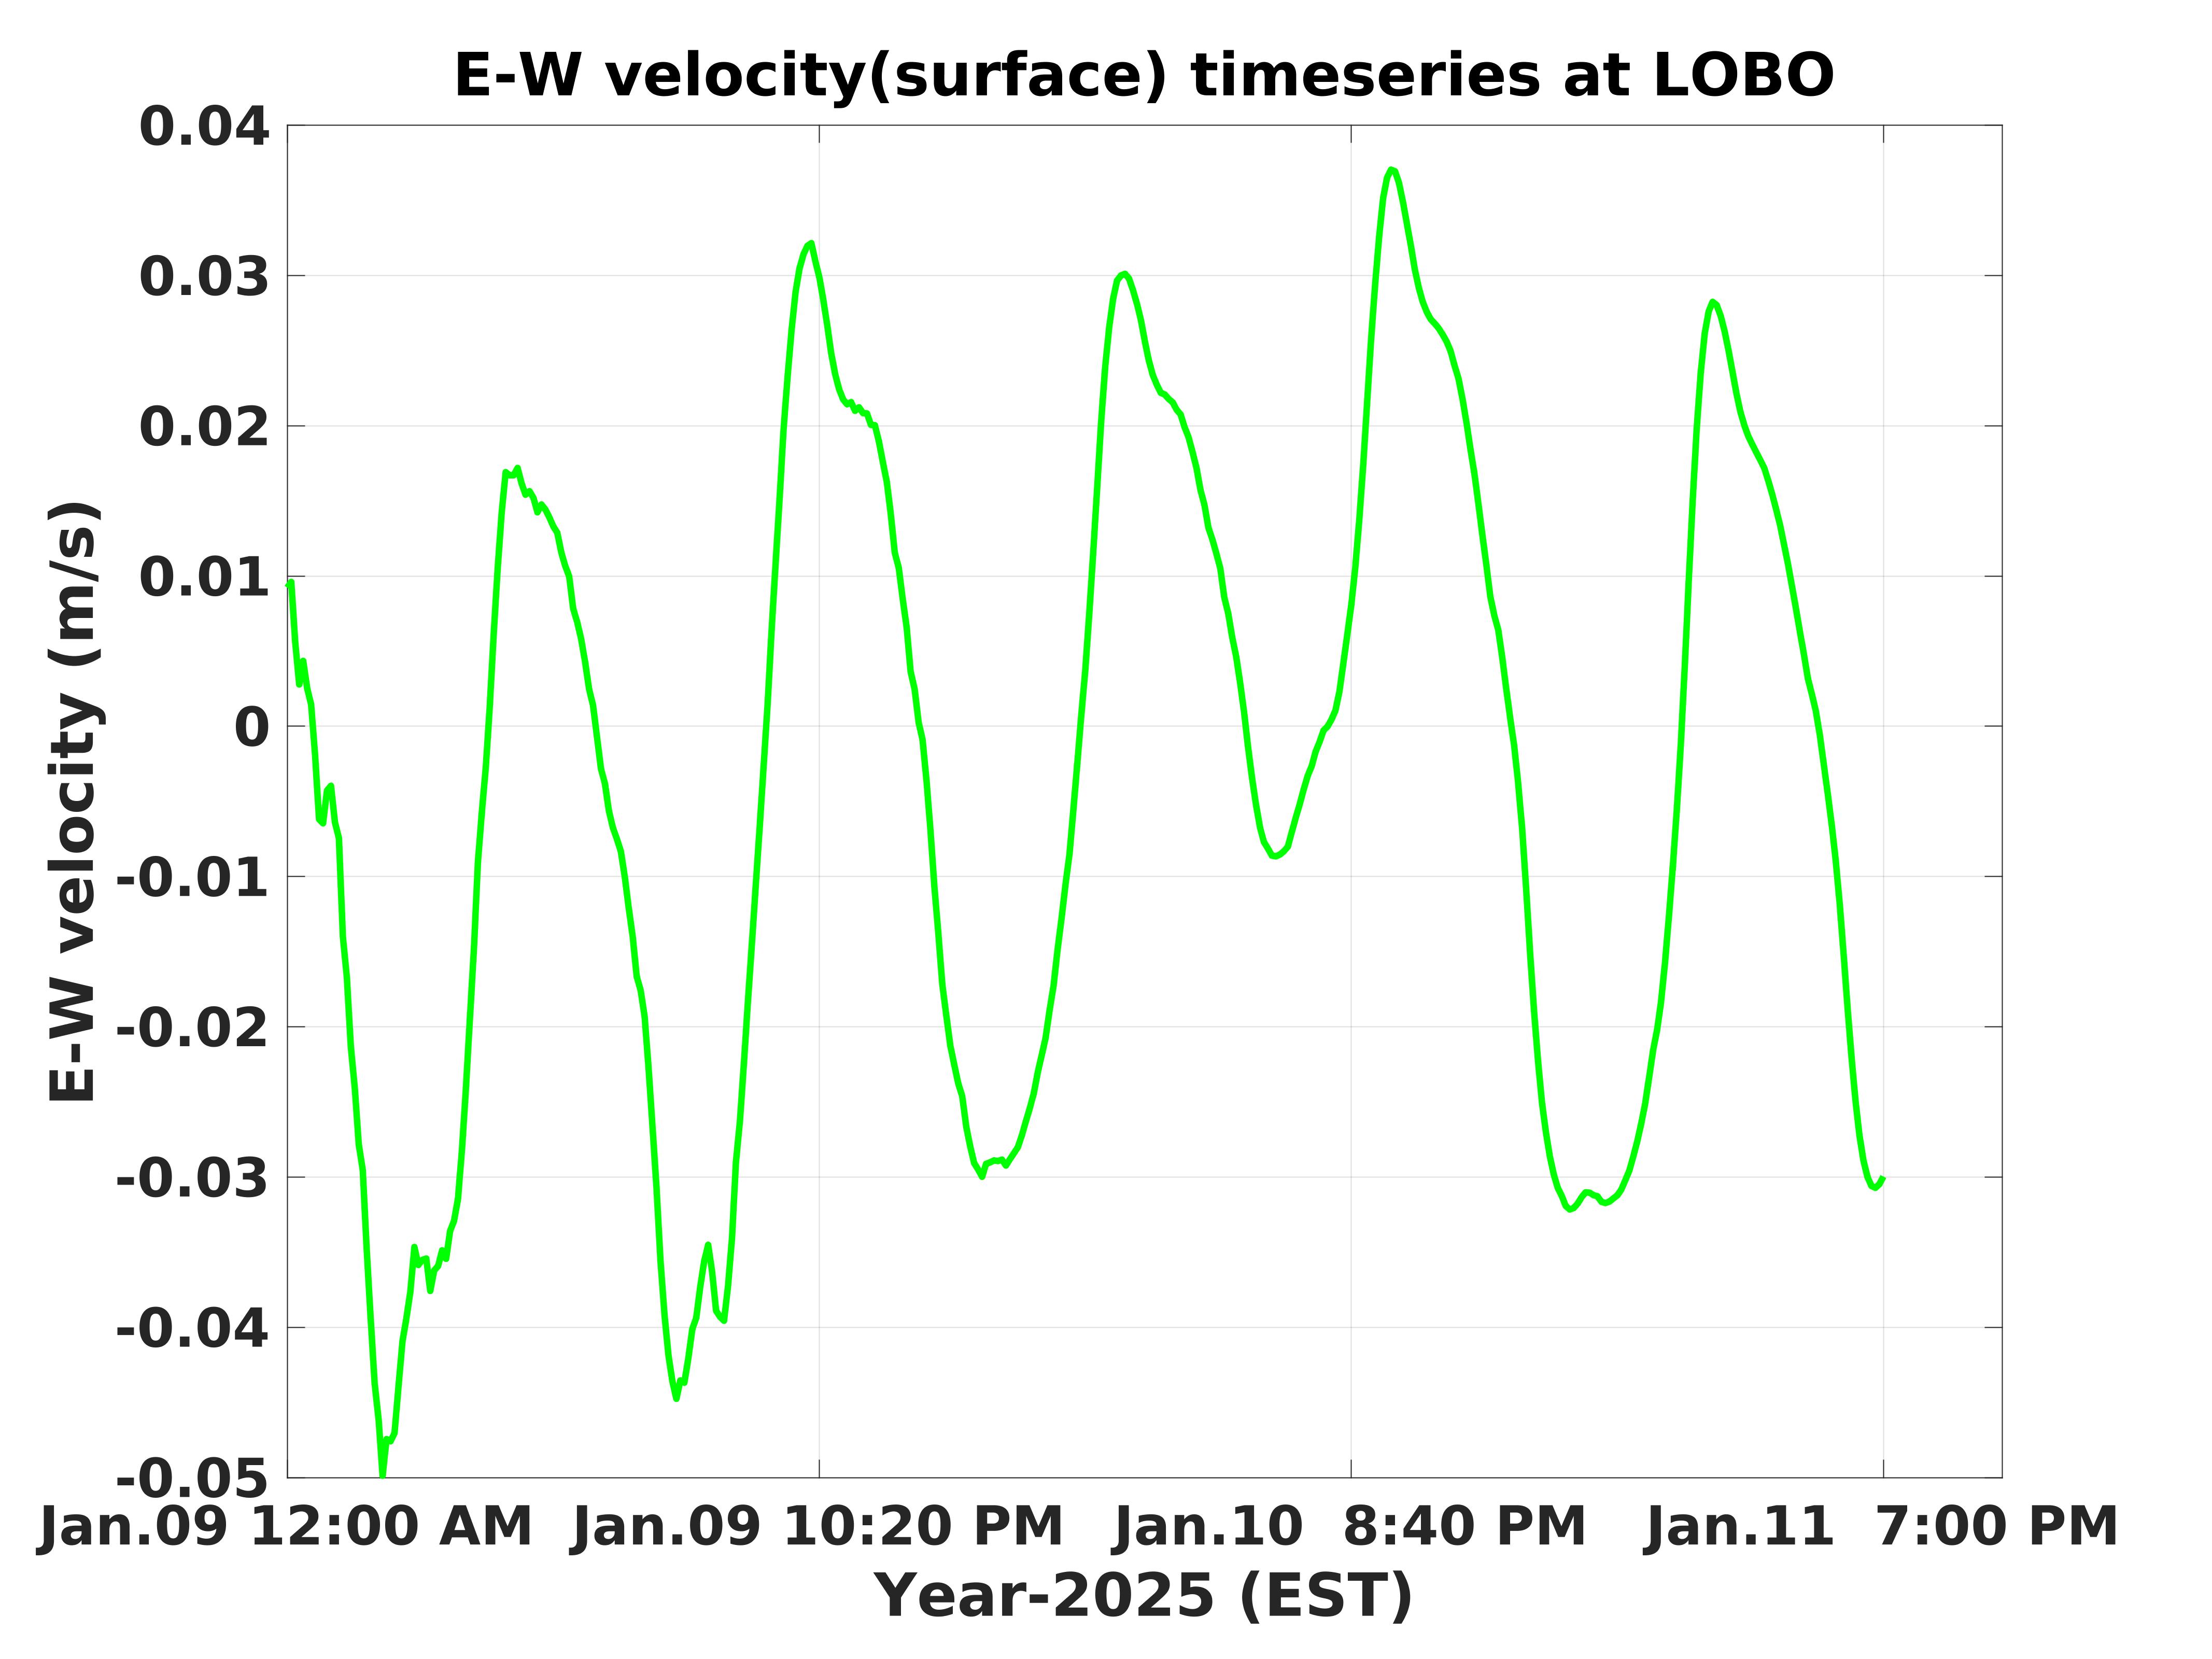 E-W velocity(surface) timeseries at LOBO
E-W velocity (m/s)
0.04
0.03
0.02
0.01
0
-0.01
-0.02
-0.03
-0.04
-0.05
Jan.09 12:00 AM Jan.09 10:20 PM Jan.10 8:40 PM Jan.11 7:00 PM
Year-2025 (EST)